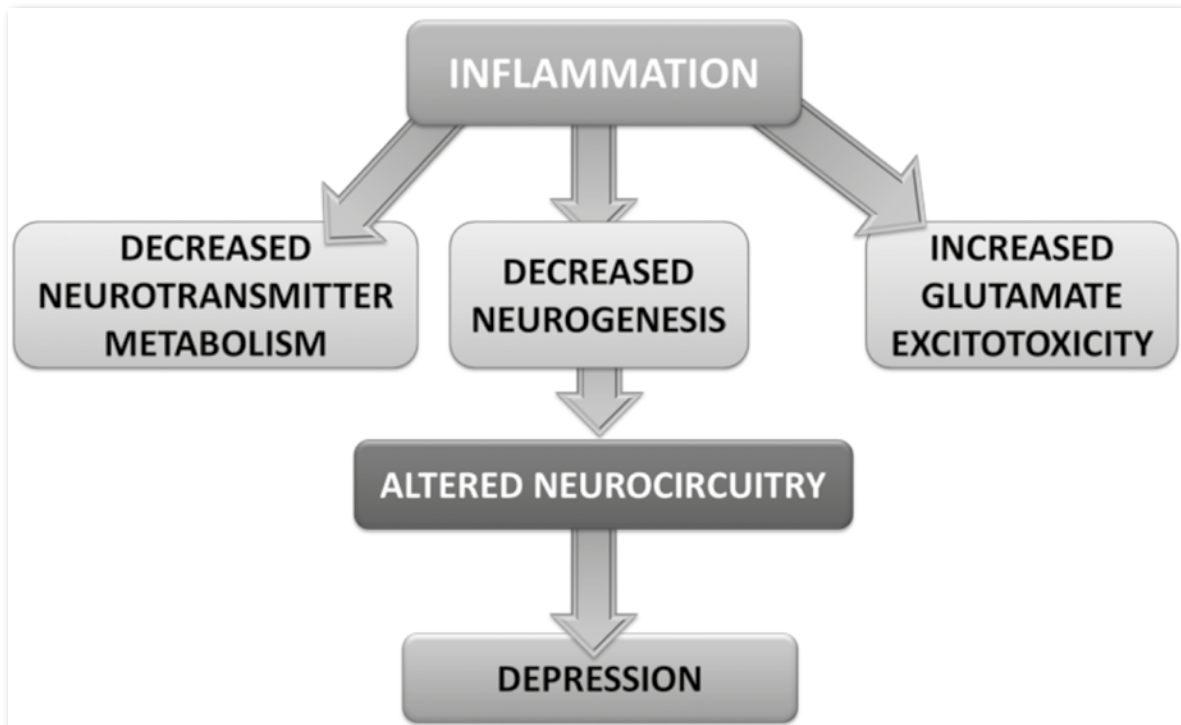 INFLAMMATION
DECREASED
NEUROTRANSMITTER
METABOLISM
DECREASED
NEUROGENESIS
INCREASED
GLUTAMATE
EXCITOTOXICITY
ALTERED NEUROCIRCUITRY
DEPRESSION